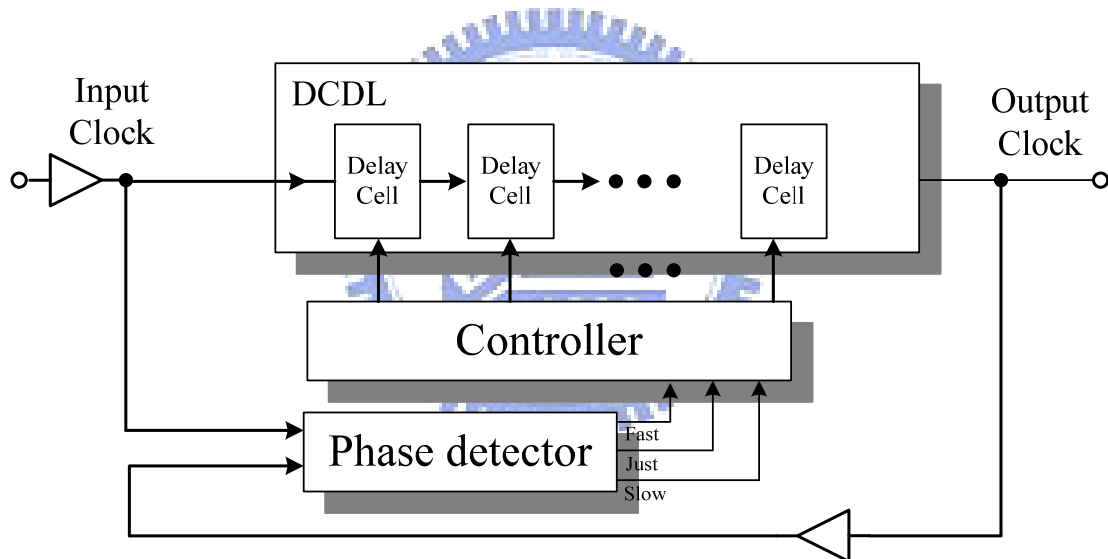 Input
Clock
DCDL
Delay
Cell
Delay
Cell
Delay
Cell
Output
Clock
Controller
Phase detector
Fast
Just
Slow